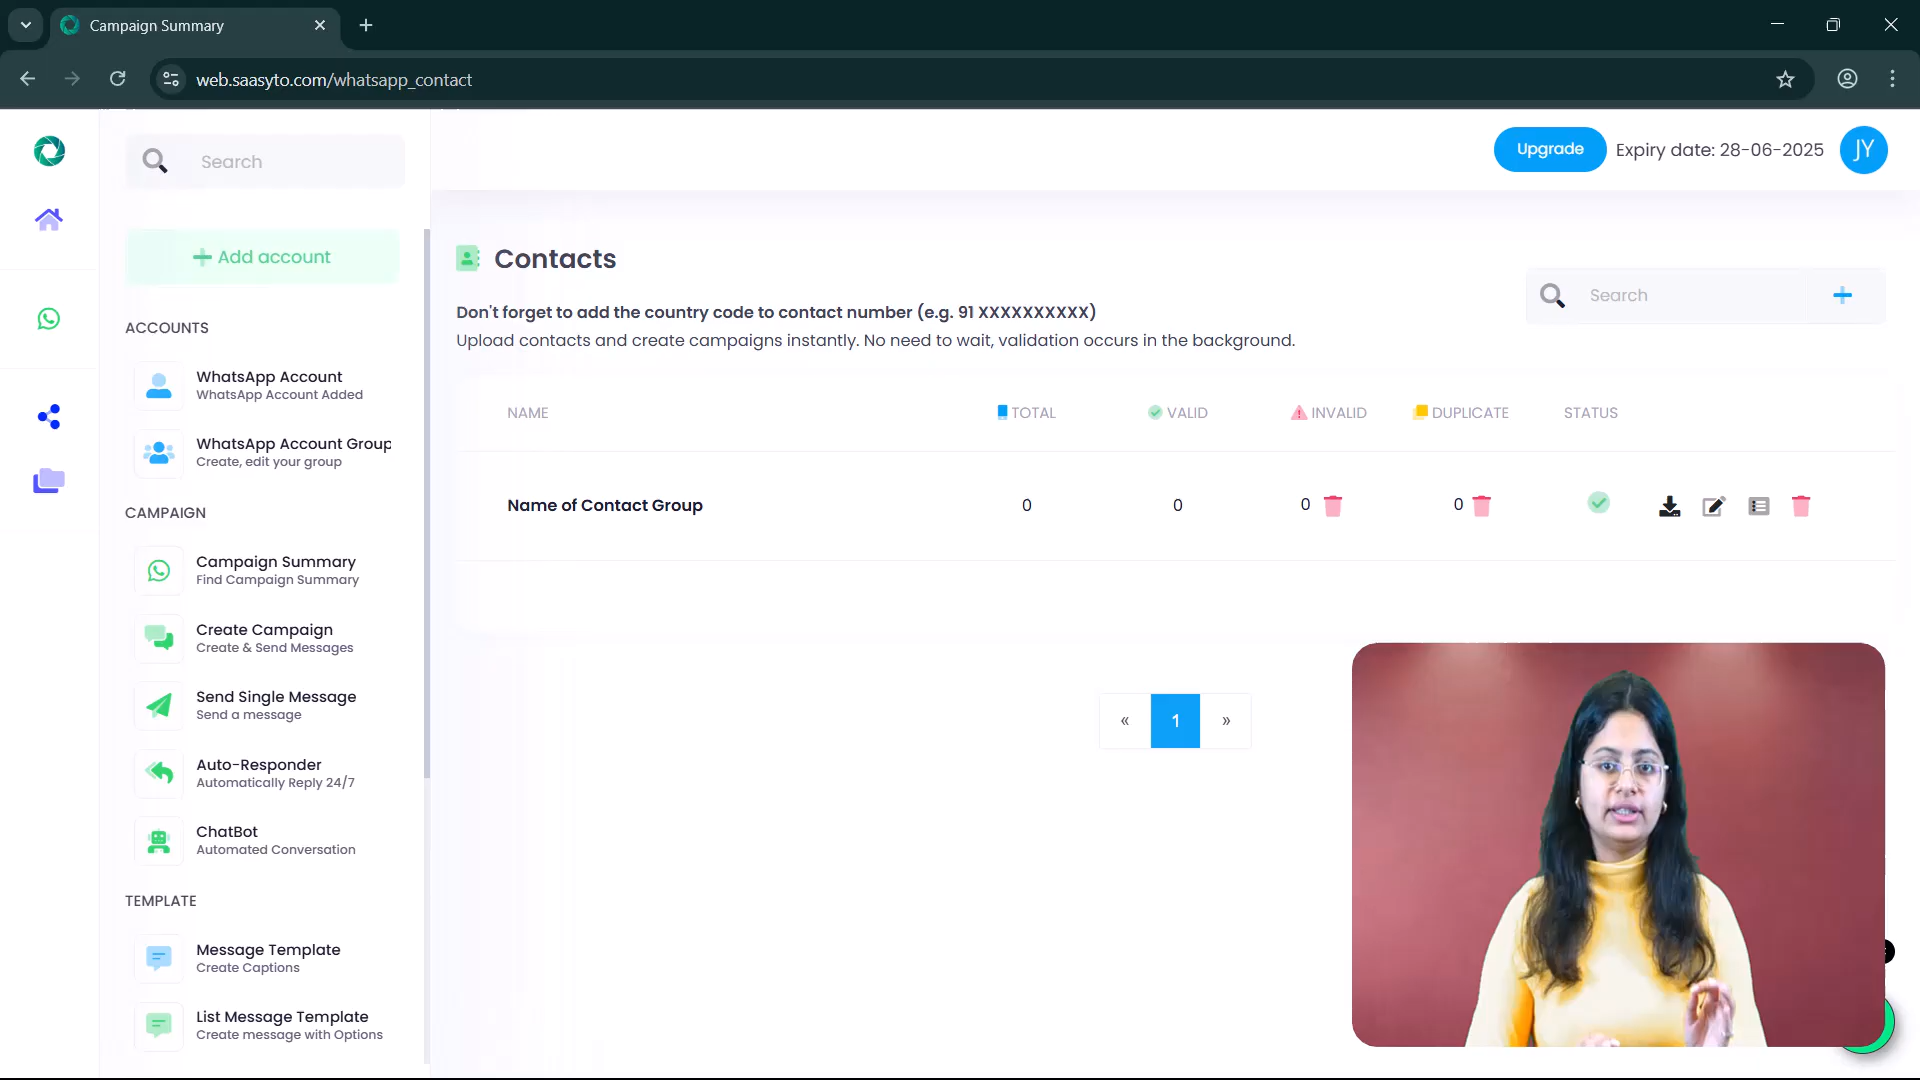 Campaign Summary
web.saasyto.com/whatsapp_contact
Search
Upgrade
Expiry date: 28-06-2025
JY
Add account
ACCOUNTS
WhatsApp Account
WhatsApp Account Added
WhatsApp Account Group
Create, edit your group
CAMPAIGN
Campaign Summary
Find Campaign Summary
Create Campaign
Create & Send Messages
Send Single Message
Send a message
Auto-Responder
Automatically Reply 24/7
ChatBot
Automated Conversation
TEMPLATE
Message Template
Create Captions
List Message Template
Create message with Options
Contacts
Don't forget to add the country code to contact number (e.g. 91 XXXXXXXXXX)
Upload contacts and create campaigns instantly. No need to wait, validation occurs in the background.
Search
NAME TOTAL VALID INVALID DUPLICATE STATUS
Name of Contact Group 0 0 0 0
« 1 »